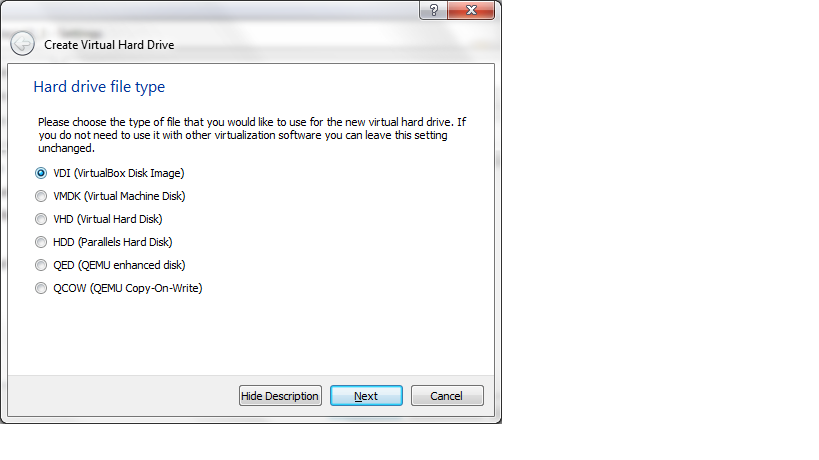 ?
Create Virtual Hard Drive
Hard drive file type
Please choose the type of file that you would like to use for the new virtual hard drive. If
you do not need to use it with other virtualization software you can leave this setting
unchanged.
VDI (VirtualBox Disk Image)
VMDK (Virtual Machine Disk)
VHD (Virtual Hard Disk)
HDD (Parallels Hard Disk)
QED (QEMU enhanced disk)
QCOW (QEMU Copy-On-Write)
Hide Description Next Cancel